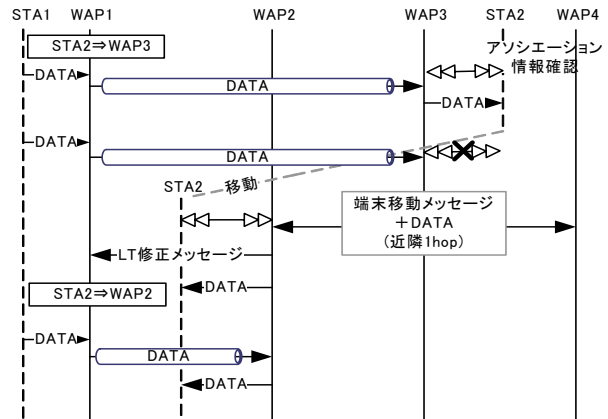 STA1 WAP1 WAP2 WAP3 STA2 WAP4
STA2⇒WAP3
アソシエーション
情報確認
DATA
DATA
DATA
DATA
DATA
STA2 移動
端末移動メッセージ
+DATA
(近隣1hop)
LT修正メッセージ
STA2⇒WAP2
DATA
DATA
DATA
DATA